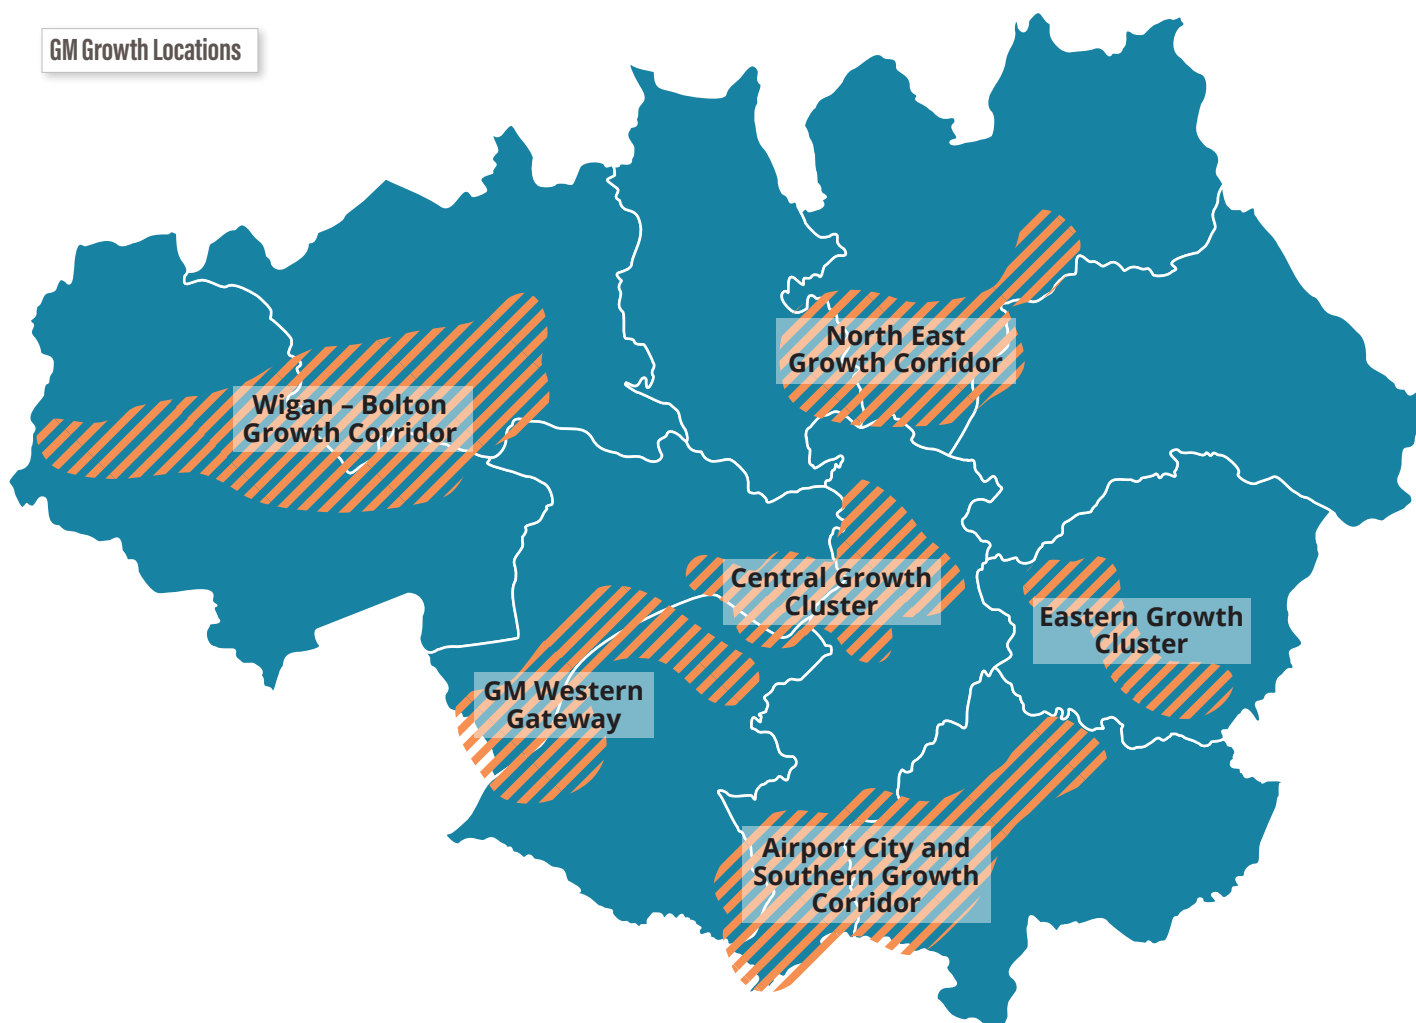 GM Growth Locations
North East
Growth Corridor
Wigan – Bolton
Growth Corridor
Central Growth
Cluster
Eastern Growth
Cluster
GM Western
Gateway
Airport City and
Southern Growth
Corridor